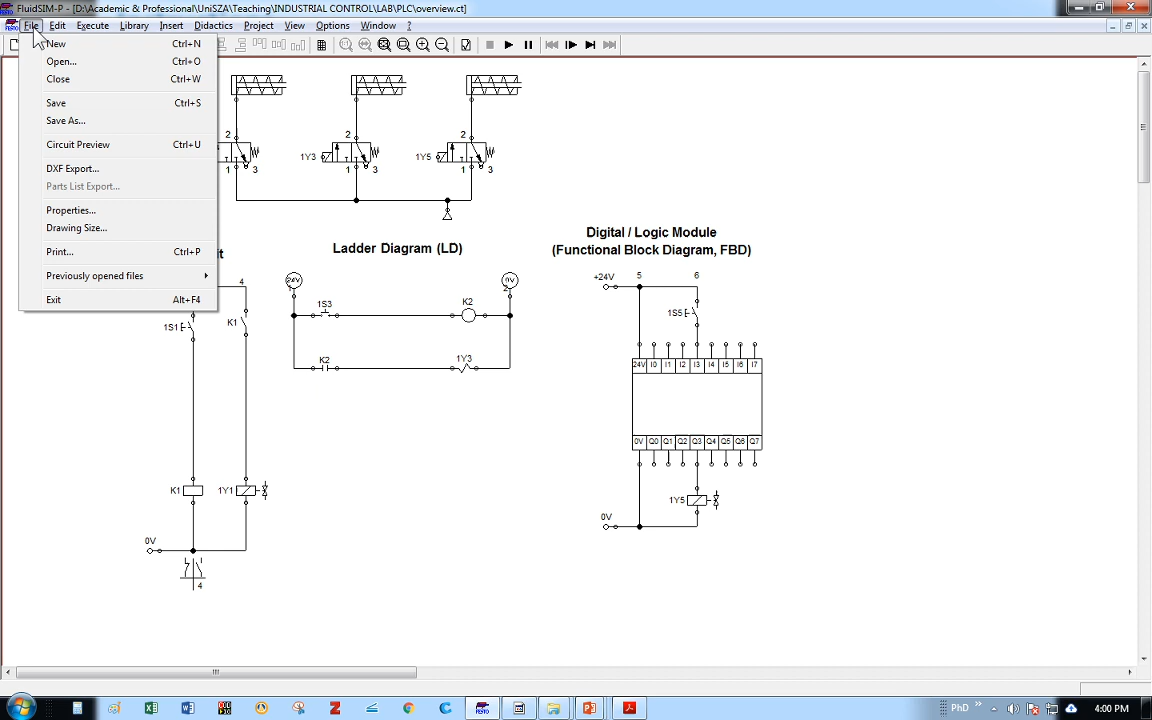 FluidSIM-P - [D:\Academic & Professional\UniSZA\Teaching\INDUSTRIAL CONTROL\LAB\PLC\overview.ct]
File Edit Execute Library Insert Didactics Project View Options Window ?
New Ctrl+N
Open... Ctrl+O
Close Ctrl+W
Save Ctrl+S
Save As...
Circuit Preview Ctrl+U
DXF Export...
Parts List Export...
Properties...
Drawing Size...
Print... Ctrl+P
Previously opened files
Exit Alt+F4
2 2 2
1Y3 1Y5
1 3 1 3 1 3
Ladder Diagram (LD)
24V 0V
1 2
1S3 K2
K2 1Y3
Digital / Logic Module
(Functional Block Diagram, FBD)
+24V 5 6
1S5
24V I0 I1 I2 I3 I4 I5 I6 I7
0V Q0 Q1 Q2 Q3 Q4 Q5 Q6 Q7
1Y5
0V
4
1S1 K1
K1 1Y1
0V
4
PhD 4:00 PM